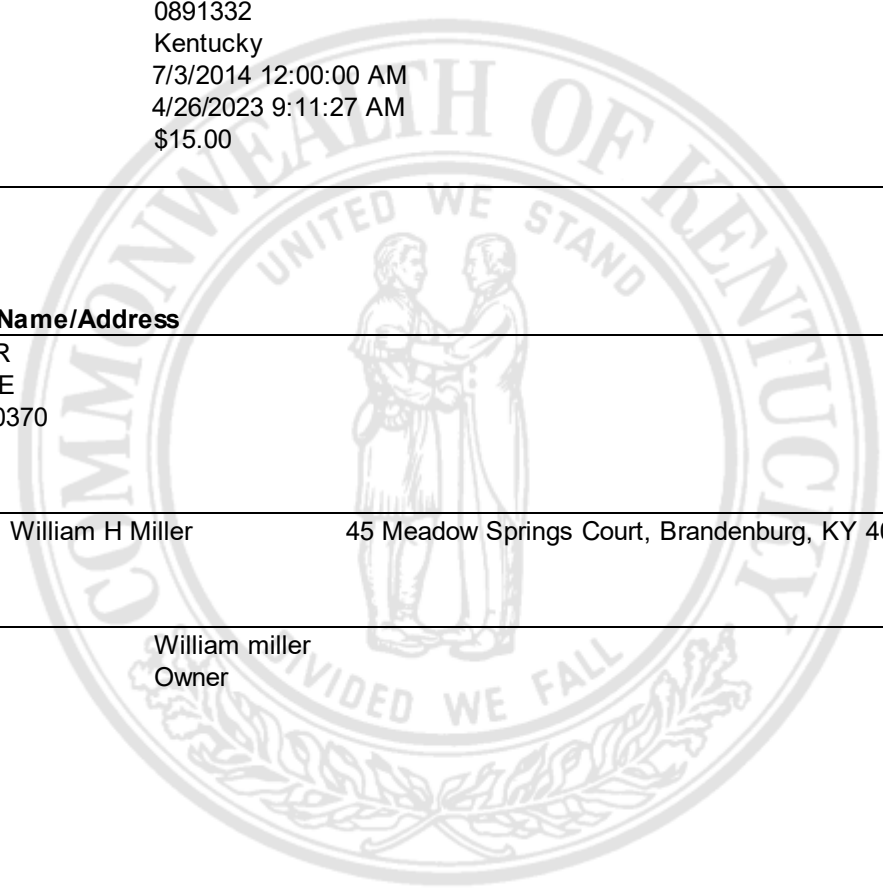 0891332
Kentucky
7/3/2014 12:00:00 AM
4/26/2023 9:11:27 AM
$15.00
COMMONWEALTH OF KENTUCKY
UNITED WE STAND
Name/Address
R
E
0370
William H Miller 45 Meadow Springs Court, Brandenburg, KY 40
William miller
Owner
DIVIDED WE FALL